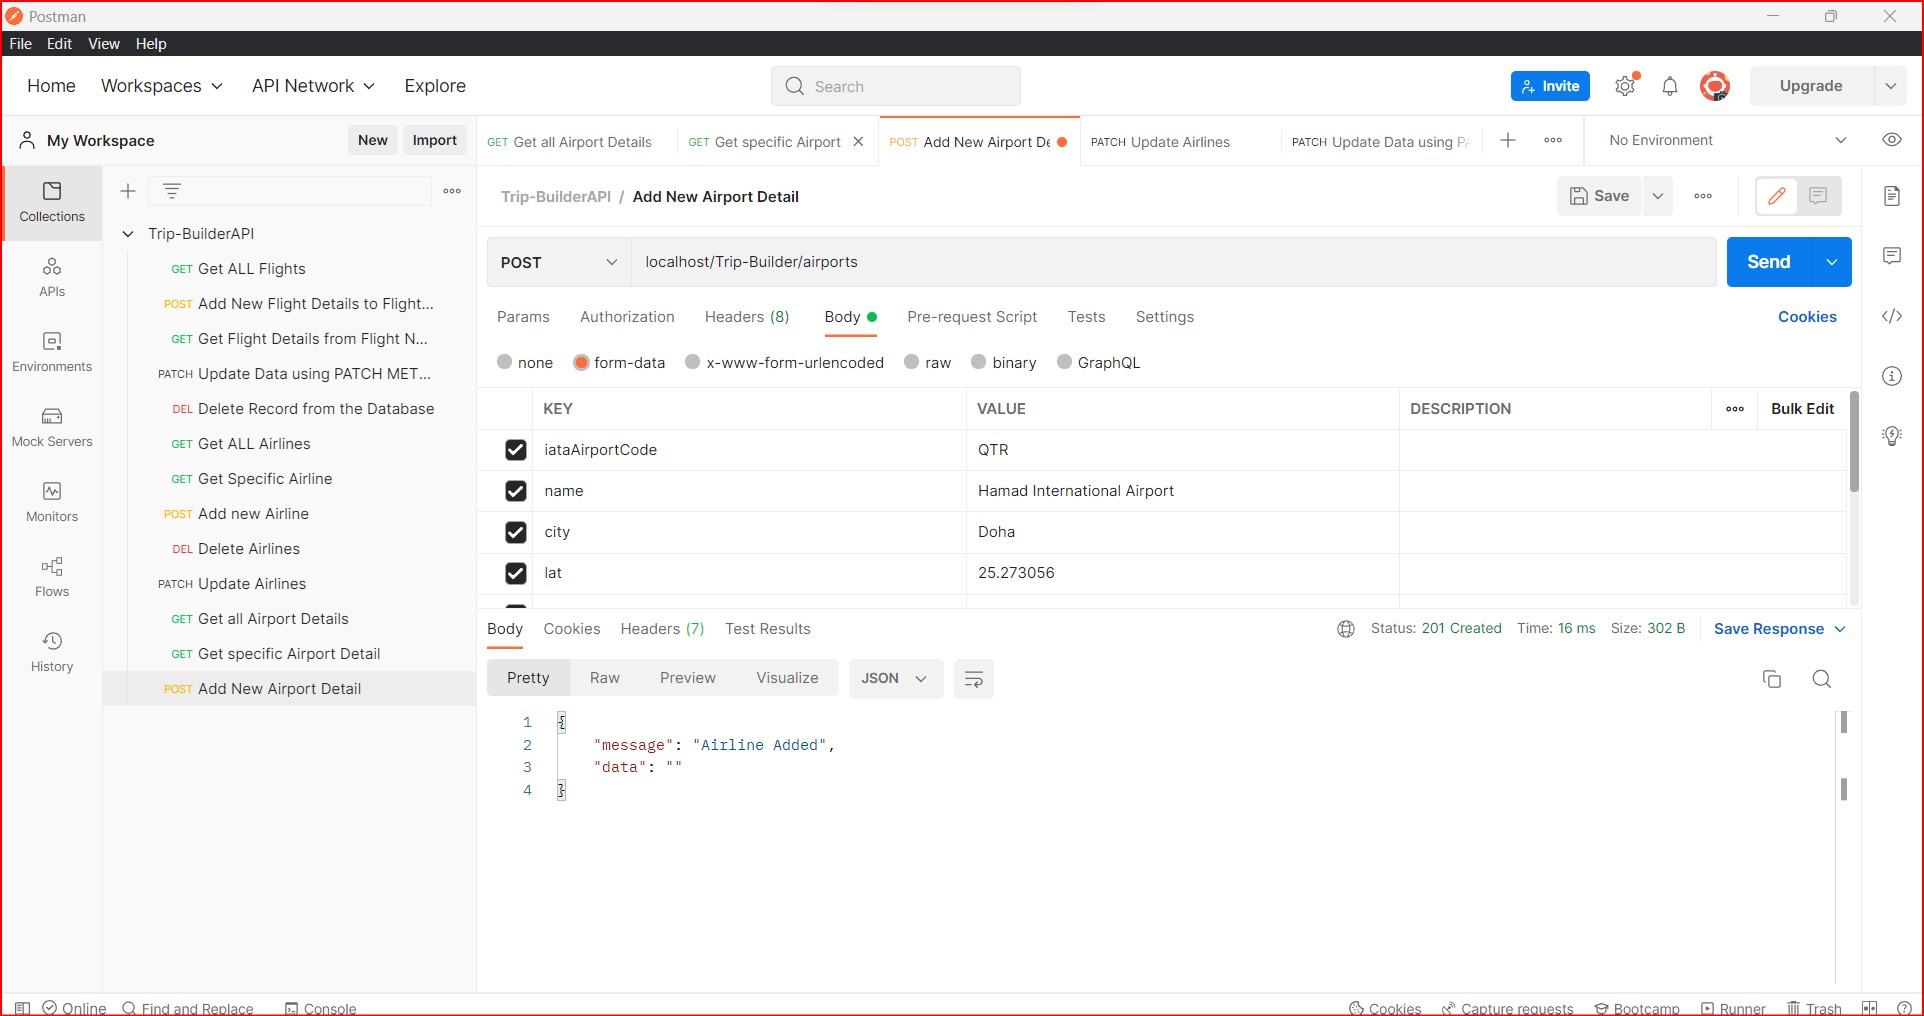 Postman
File Edit View Help
Home Workspaces API Network Explore Search Invite Upgrade
My Workspace New Import
GET Get all Airport Details GET Get specific Airport POST Add New Airport De PATCH Update Airlines PATCH Update Data using PA No Environment
Trip-BuilderAPI / Add New Airport Detail Save
Collections
APIs
Environments
Mock Servers
Monitors
Flows
History
Trip-BuilderAPI
GET Get ALL Flights
POST Add New Flight Details to Flight...
GET Get Flight Details from Flight N...
PATCH Update Data using PATCH MET...
DEL Delete Record from the Database
GET Get ALL Airlines
GET Get Specific Airline
POST Add new Airline
DEL Delete Airlines
PATCH Update Airlines
GET Get all Airport Details
GET Get specific Airport Detail
POST Add New Airport Detail
POST localhost/Trip-Builder/airports Send
Params Authorization Headers (8) Body Pre-request Script Tests Settings Cookies
none form-data x-www-form-urlencoded raw binary GraphQL
KEY VALUE DESCRIPTION Bulk Edit
iataAirportCode QTR
name Hamad International Airport
city Doha
lat 25.273056
Body Cookies Headers (7) Test Results Status: 201 Created Time: 16 ms Size: 302 B Save Response
Pretty Raw Preview Visualize JSON
1 {
2 "message": "Airline Added",
3 "data": ""
4 }
Online Find and Replace Console Cookies Capture requests Bootcamp Runner Trash